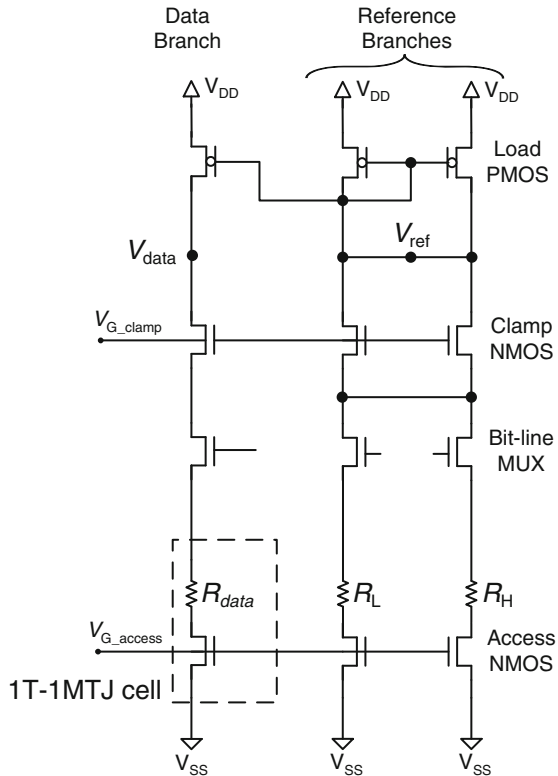 Data
Branch
Reference
Branches
V_DD
V_DD
V_DD
Load
PMOS
V_data
V_ref
V_G_clamp
Clamp
NMOS
Bit-line
MUX
R_data
R_L
R_H
V_G_access
Access
NMOS
1T-1MTJ cell
V_SS
V_SS
V_SS